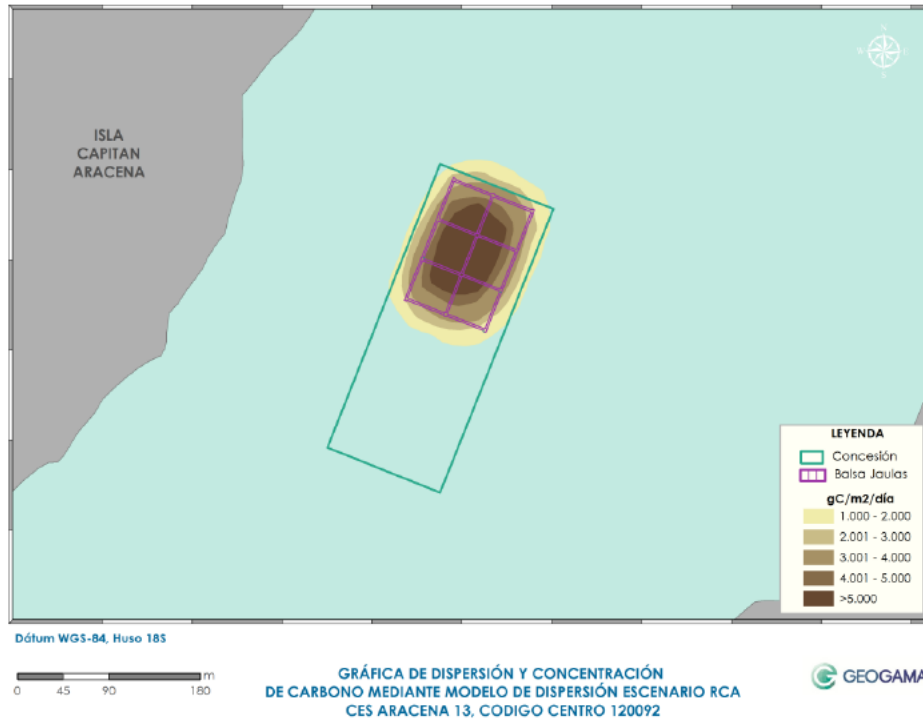 ISLA
CAPITAN
ARACENA
N
LEYENDA
Concesión
Balsa Jaulas
gC/m2/día
1.000 - 2.000
2.001 - 3.000
3.001 - 4.000
4.001 - 5.000
>5.000
Dátum WGS-84, Huso 18S
0 45 90 180 m
GRÁFICA DE DISPERSIÓN Y CONCENTRACIÓN
DE CARBONO MEDIANTE MODELO DE DISPERSIÓN ESCENARIO RCA
CES ARACENA 13, CODIGO CENTRO 120092
GEOGAMA